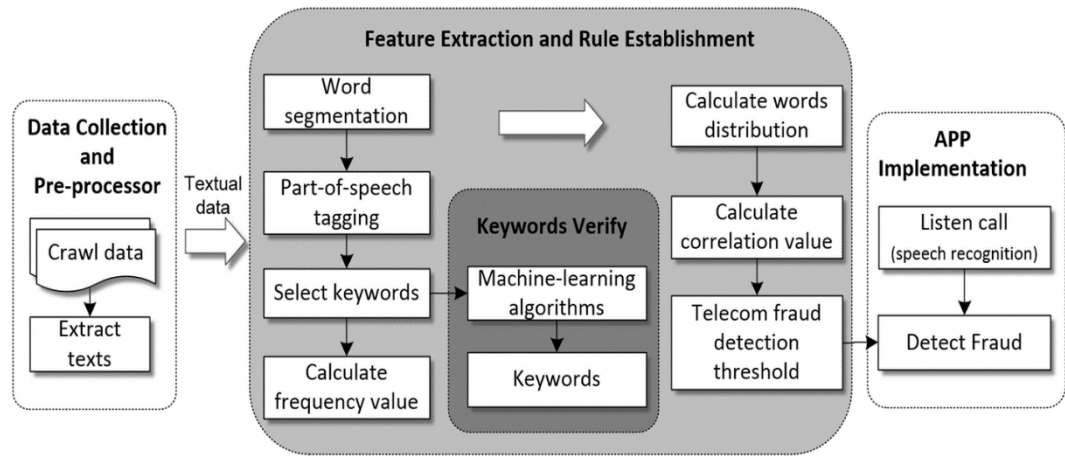 Feature Extraction and Rule Establishment
Data Collection
and
Pre-processor
Crawl data
Extract
texts
Textual
data
Word
segmentation
Part-of-speech
tagging
Select keywords
Calculate
frequency value
Keywords Verify
Machine-learning
algorithms
Keywords
Calculate words
distribution
Calculate
correlation value
Telecom fraud
detection
threshold
APP
Implementation
Listen call
(speech recognition)
Detect Fraud